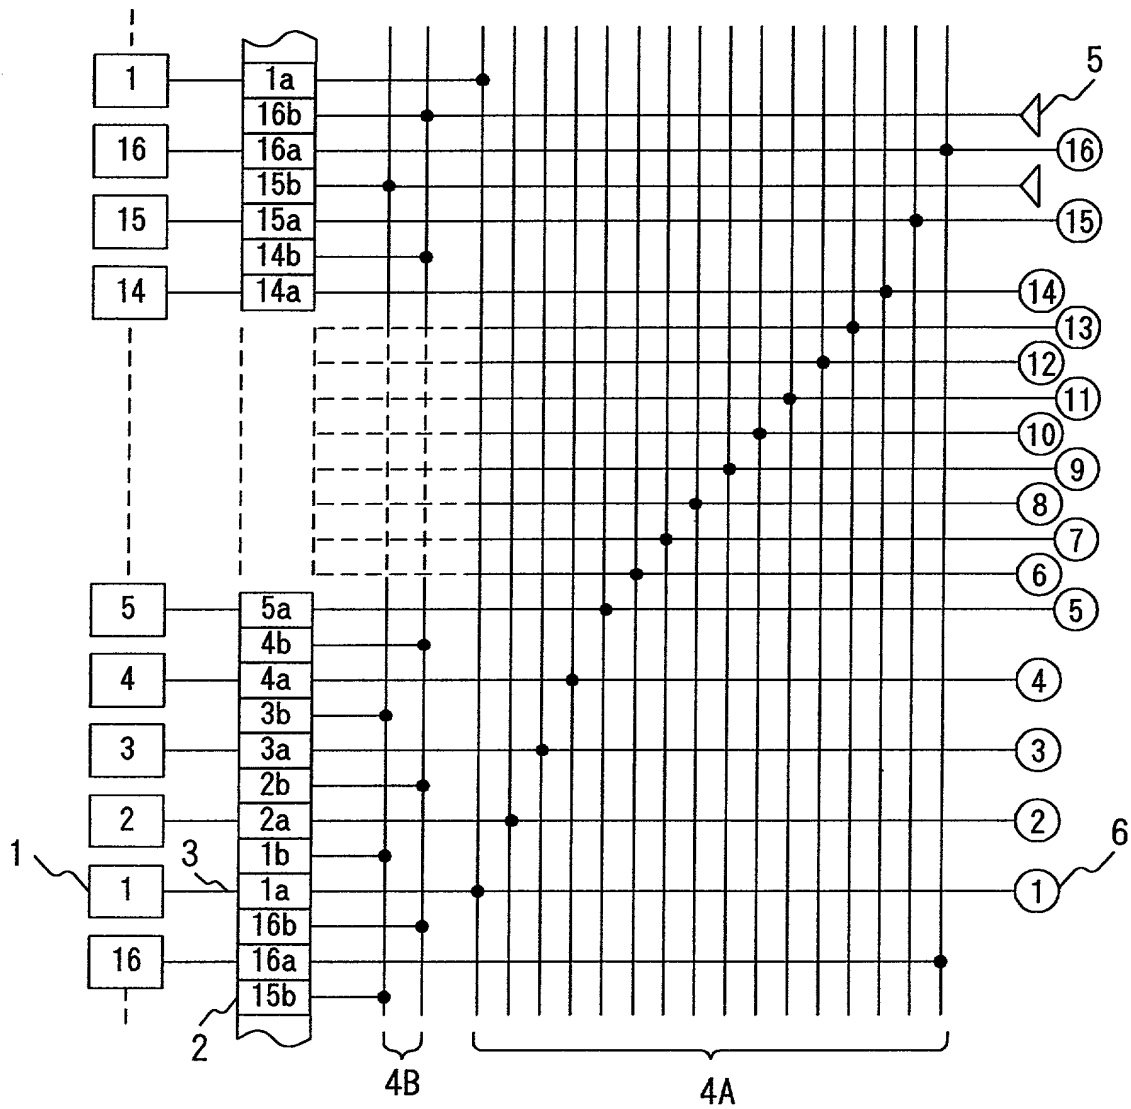 1 1a 5
16b
16 16a ⑯
15b
15 15a ⑮
14b
14 14a ⑭
⑬
⑫
⑪
⑩
⑨
⑧
⑦
⑥
5 5a ⑤
4b
4 4a ④
3b
3 3a ③
2b
2 2a ②
1b
1 1 3 1a ① 6
16b
16 16a
15b
2
4B 4A